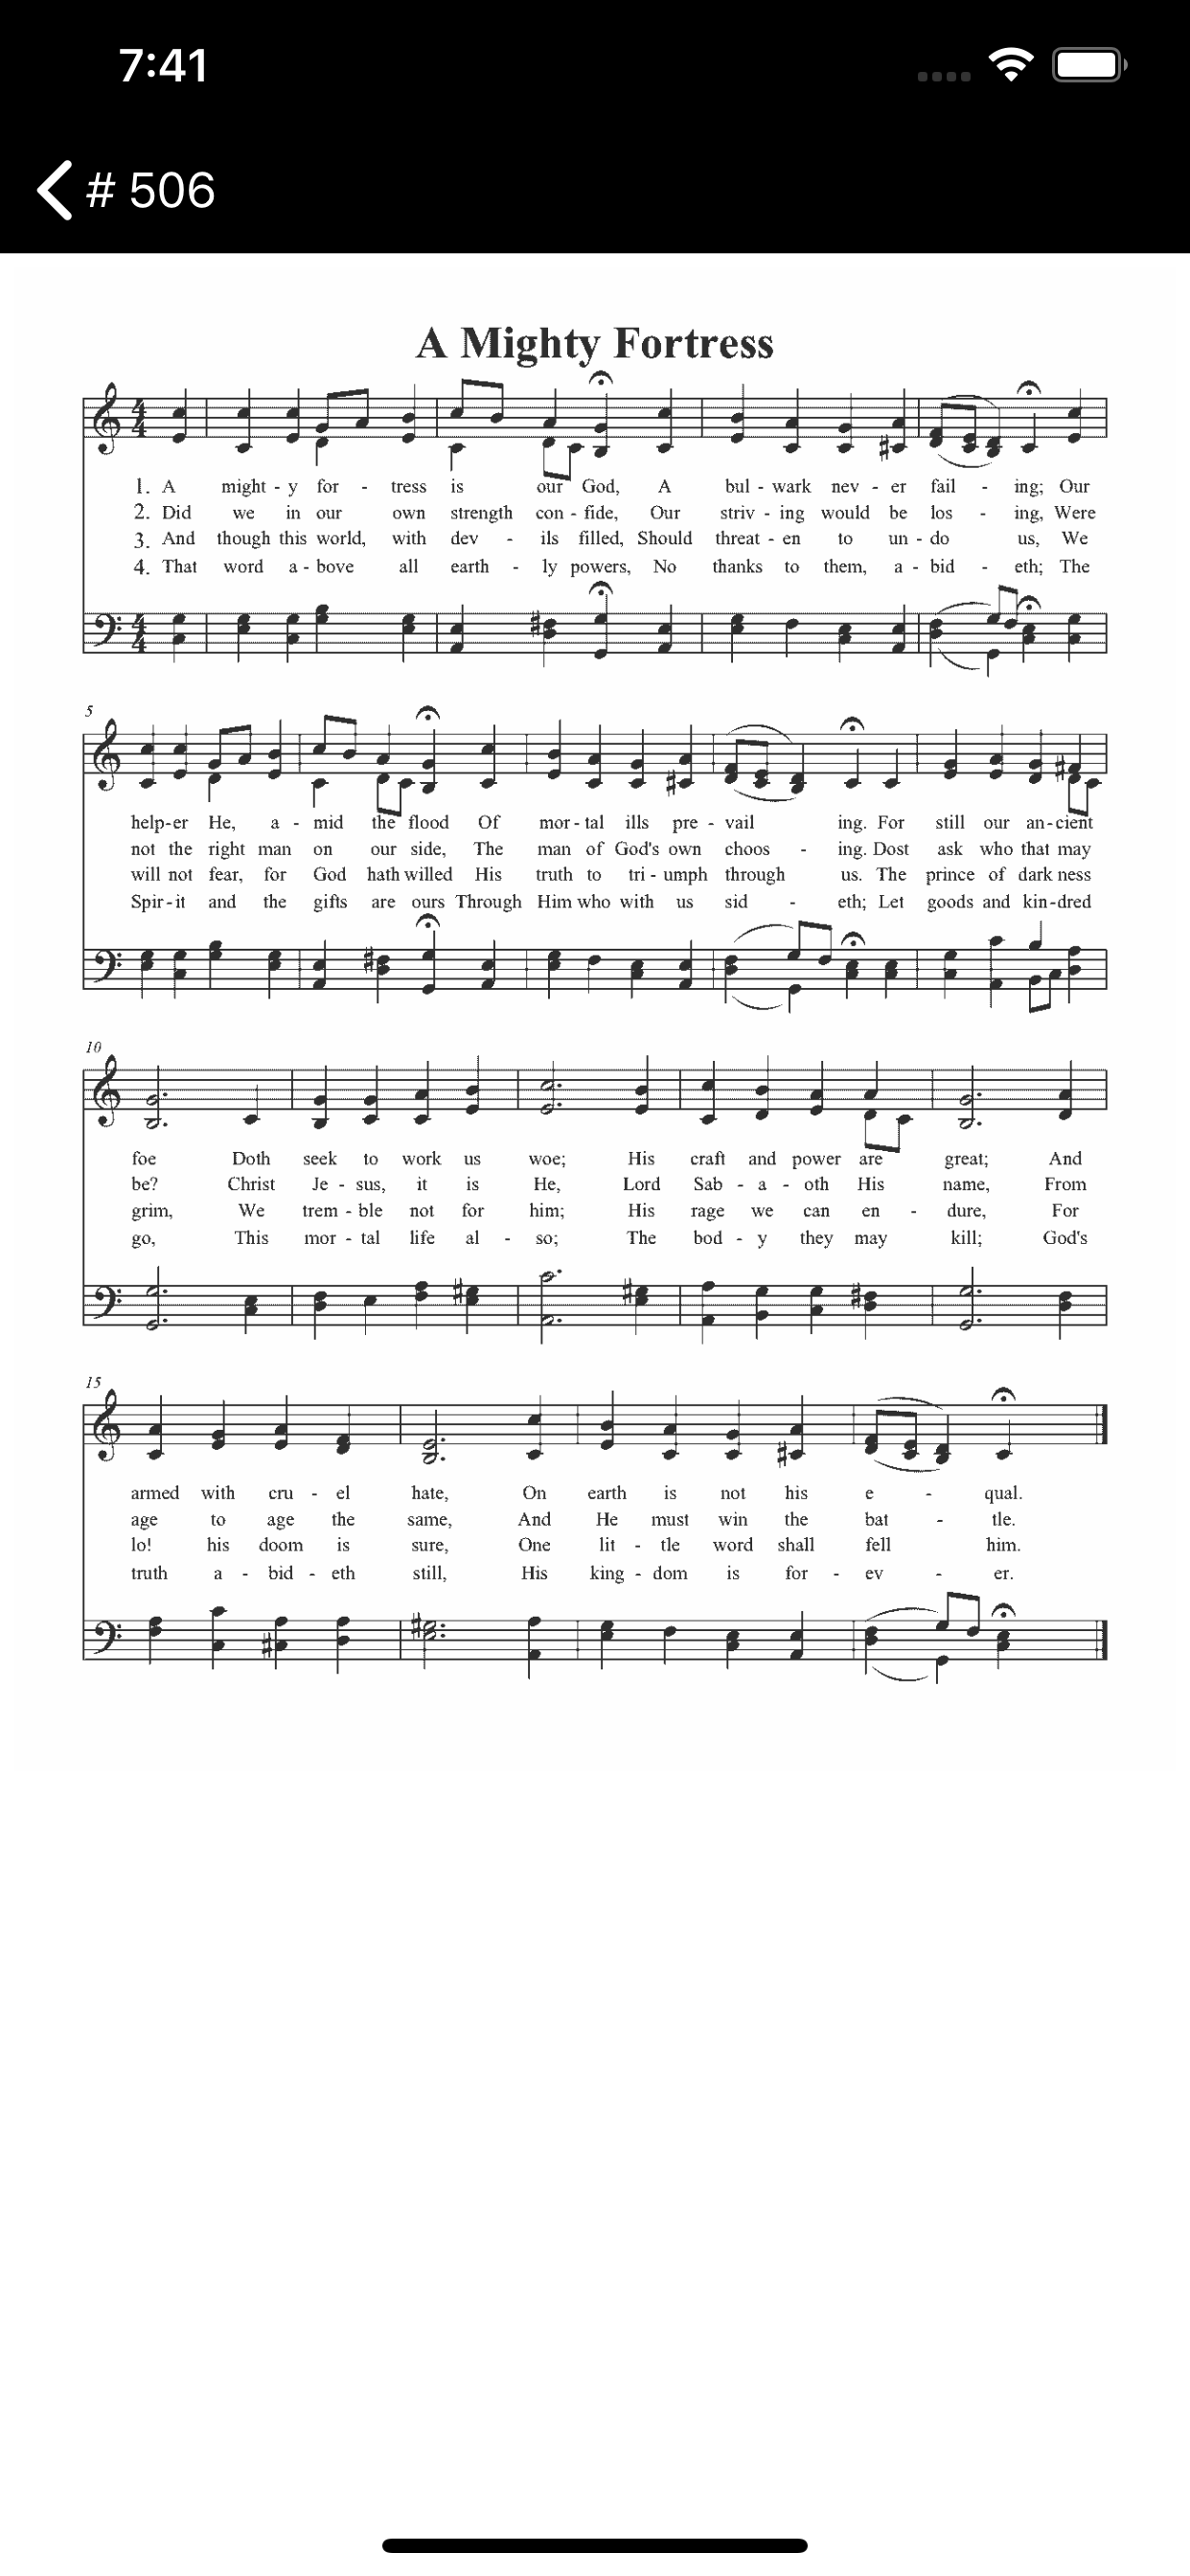 7:41
# 506
A Mighty Fortress
1. A might - y for - tress is our God, A bul - wark nev - er fail - ing; Our
2. Did we in our own strength con - fide, Our striv - ing would be los - ing, Were
3. And though this world, with dev - ils filled, Should threat - en to un - do us, We
4. That word a - bove all earth - ly powers, No thanks to them, a - bid - eth; The
5
help-er He, a - mid the flood Of mor - tal ills pre - vail ing. For still our an-cient
not the right man on our side, The man of God's own choos - ing. Dost ask who that may
will not fear, for God hath willed His truth to tri - umph through us. The prince of dark ness
Spir-it and the gifts are ours Through Him who with us sid - eth; Let goods and kin-dred
10
foe Doth seek to work us woe; His craft and power are great; And
be? Christ Je - sus, it is He, Lord Sab - a - oth His name, From
grim, We trem - ble not for him; His rage we can en - dure, For
go, This mor - tal life al - so; The bod - y they may kill; God's
15
armed with cru - el hate, On earth is not his e - qual.
age to age the same, And He must win the bat - tle.
lo! his doom is sure, One lit - tle word shall fell him.
truth a - bid - eth still, His king - dom is for - ev - er.